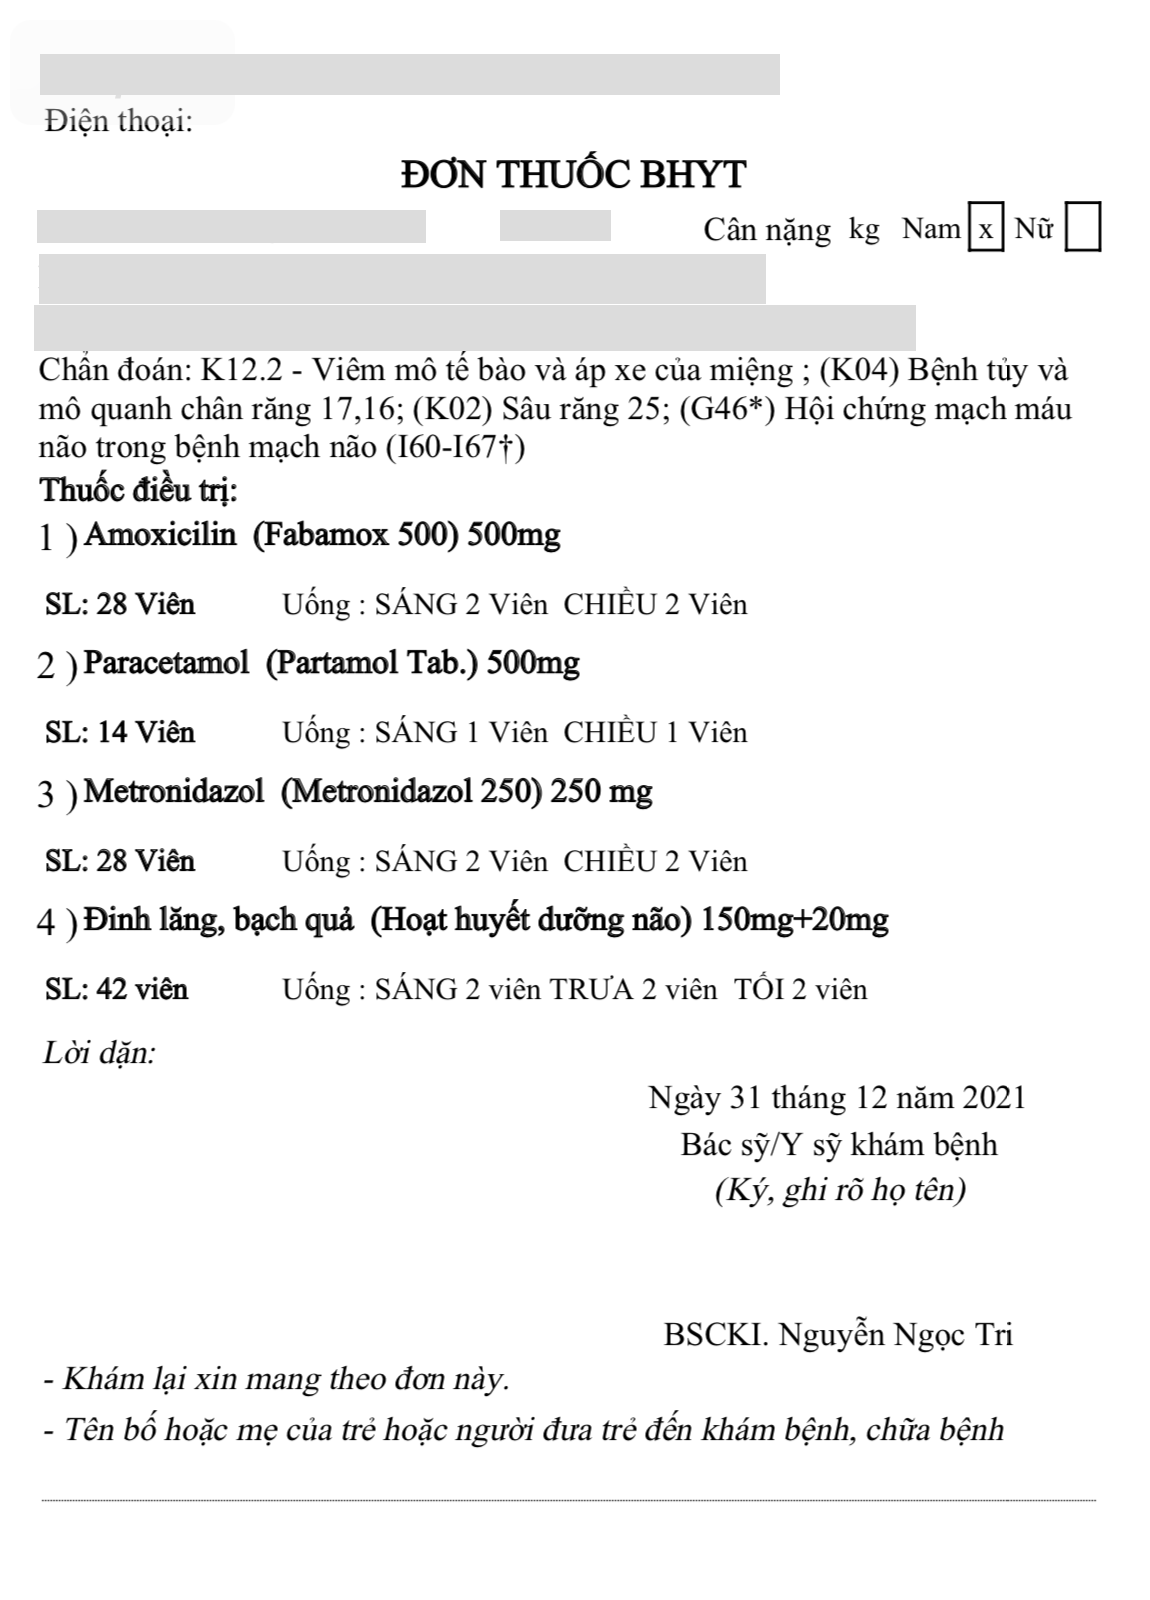 Điện thoại:
ĐƠN THUỐC BHYT
Cân nặng kg Nam x Nữ
Chẩn đoán: K12.2 - Viêm mô tế bào và áp xe của miệng ; (K04) Bệnh tủy và
mô quanh chân răng 17,16; (K02) Sâu răng 25; (G46*) Hội chứng mạch máu
não trong bệnh mạch não (I60-I67†)
Thuốc điều trị:
1 ) Amoxicilin (Fabamox 500) 500mg
SL: 28 Viên Uống : SÁNG 2 Viên CHIỀU 2 Viên
2 ) Paracetamol (Partamol Tab.) 500mg
SL: 14 Viên Uống : SÁNG 1 Viên CHIỀU 1 Viên
3 ) Metronidazol (Metronidazol 250) 250 mg
SL: 28 Viên Uống : SÁNG 2 Viên CHIỀU 2 Viên
4 ) Đinh lăng, bạch quả (Hoạt huyết dưỡng não) 150mg+20mg
SL: 42 viên Uống : SÁNG 2 viên TRƯA 2 viên TỐI 2 viên
Lời dặn:
Ngày 31 tháng 12 năm 2021
Bác sỹ/Y sỹ khám bệnh
(Ký, ghi rõ họ tên)
BSCKI. Nguyễn Ngọc Tri
- Khám lại xin mang theo đơn này.
- Tên bố hoặc mẹ của trẻ hoặc người đưa trẻ đến khám bệnh, chữa bệnh